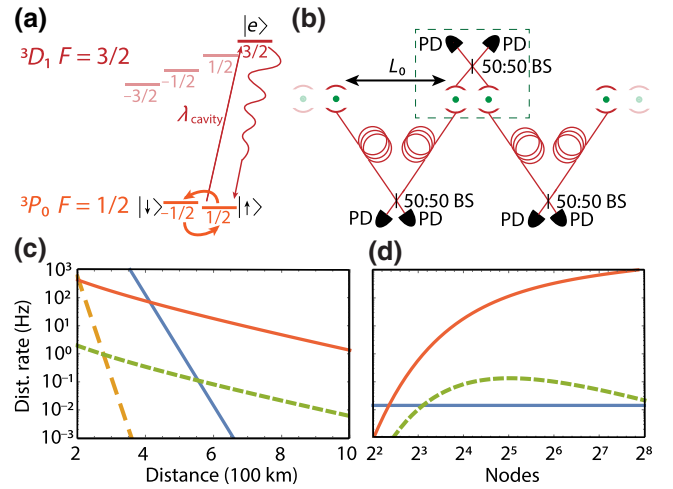 (a)
|e>
³D₁ F = 3/2
3/2
1/2
−1/2
−3/2
λcavity
³P₀ F = 1/2
|↓>
−1/2
1/2
|↑>
(b)
PD
PD
50:50 BS
L₀
50:50 BS
PD
PD
50:50 BS
PD
PD
(c)
Dist. rate (Hz)
10³
10²
10¹
10⁰
10⁻¹
10⁻²
10⁻³
2
4
6
8
10
Distance (100 km)
(d)
2²
2³
2⁴
2⁵
2⁶
2⁷
2⁸
Nodes